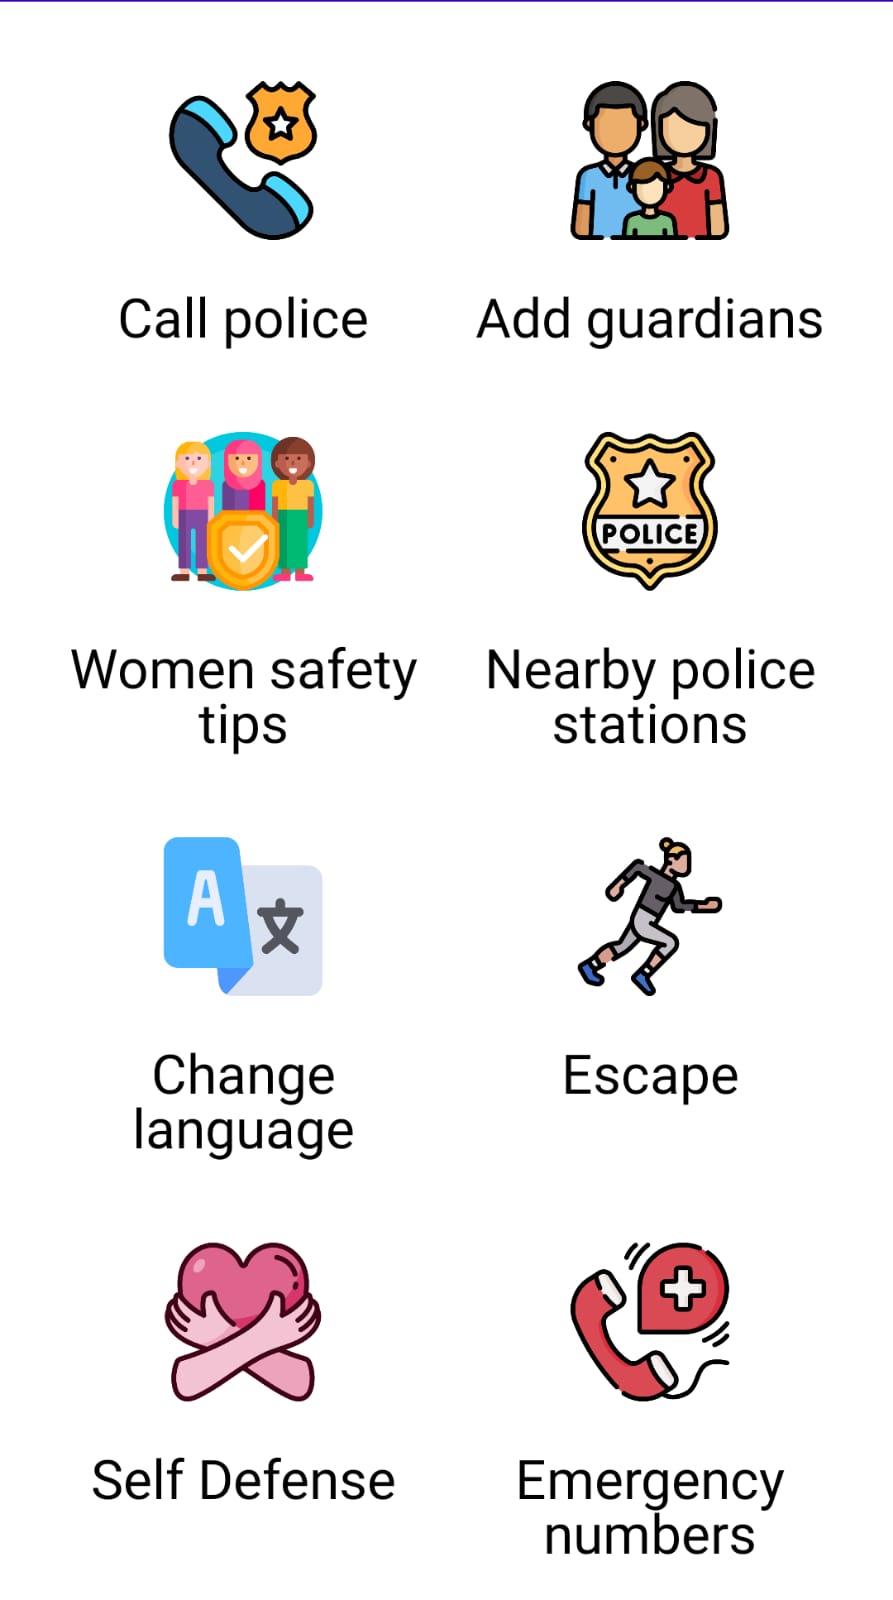 Call police
Add guardians
Women safety
tips
POLICE
Nearby police
stations
A 文
Change
language
Escape
Self Defense
Emergency
numbers